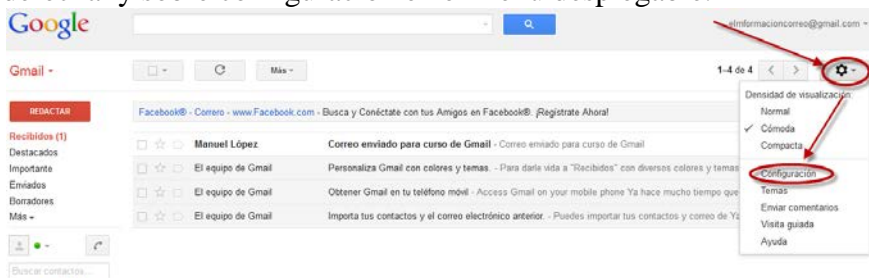 Google
elmformacioncorreo@gmail.com
Gmail
Más
1–4 de 4
Densidad de visualización:
Normal
Cómoda
Compacta
Configuración
Temas
Enviar comentarios
Visita guiada
Ayuda
REDACTAR
Facebook® - Correro - www.Facebook.com - Busca y Conéctate con tus Amigos en Facebook®. ¡Registrate Ahora!
Recibidos (1)
Destacados
Importante
Enviados
Borradores
Más
Manuel López Correo enviado para curso de Gmail - Correo enviado para curso de Gmail
El equipo de Gmail Personaliza Gmail con colores y temas. - Para darle vida a "Recibidos" con diversos colores y temas
El equipo de Gmail Obtener Gmail en tu teléfono móvil - Access Gmail on your mobile phone Ya hace mucho tiempo que
El equipo de Gmail Importa tus contactos y el correo electrónico anterior. - Puedes importar tus contactos y correo de
Buscar contactos...